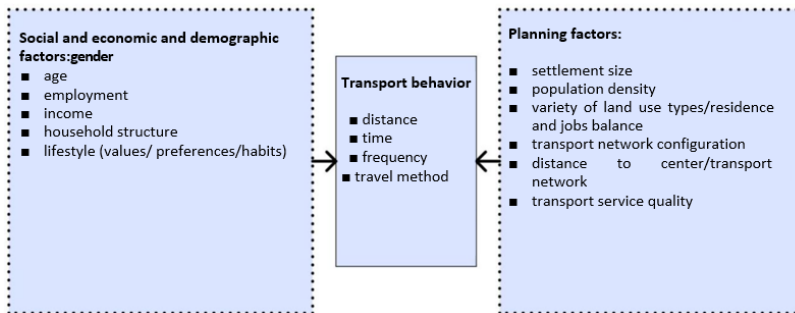 Social and economic and demographic
factors:gender
■ age
■ employment
■ income
■ household structure
■ lifestyle (values/ preferences/habits)
Transport behavior
■ distance
■ time
■ frequency
■ travel method
Planning factors:
■ settlement size
■ population density
■ variety of land use types/residence
and jobs balance
■ transport network configuration
■ distance to center/transport
network
■ transport service quality